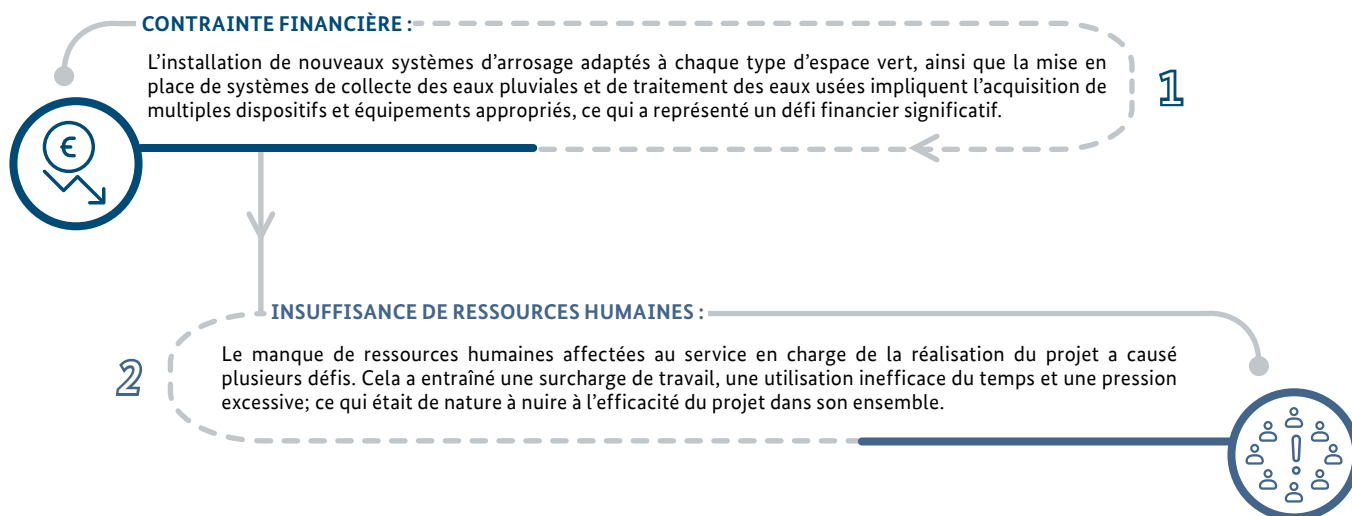 CONTRAINTE FINANCIÈRE :
L'installation de nouveaux systèmes d'arrosage adaptés à chaque type d'espace vert, ainsi que la mise en
place de systèmes de collecte des eaux pluviales et de traitement des eaux usées impliquent l'acquisition de
multiples dispositifs et équipements appropriés, ce qui a représenté un défi financier significatif.
1
€
INSUFFISANCE DE RESSOURCES HUMAINES :
2
Le manque de ressources humaines affectées au service en charge de la réalisation du projet a causé
plusieurs défis. Cela a entraîné une surcharge de travail, une utilisation inefficace du temps et une pression
excessive; ce qui était de nature à nuire à l'efficacité du projet dans son ensemble.
!